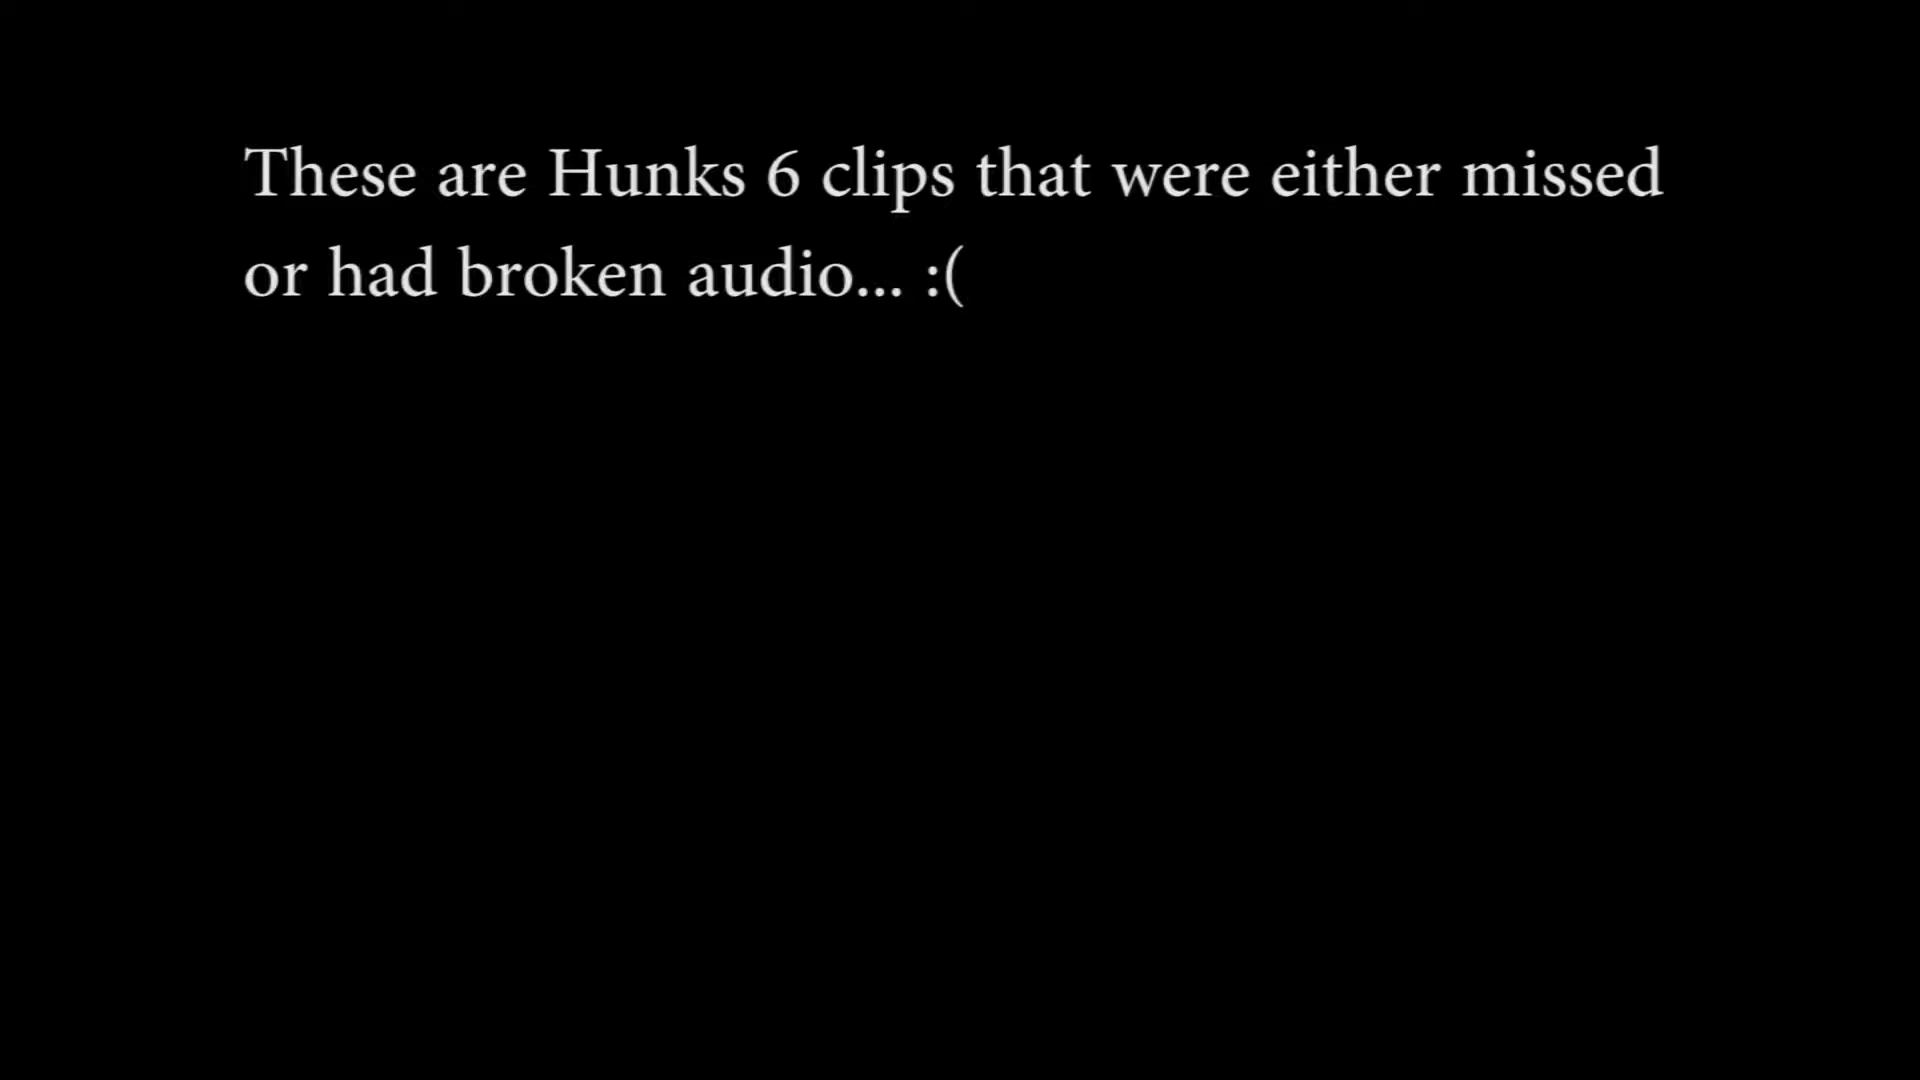 These are Hunks 6 clips that were either missed
or had broken audio... :(